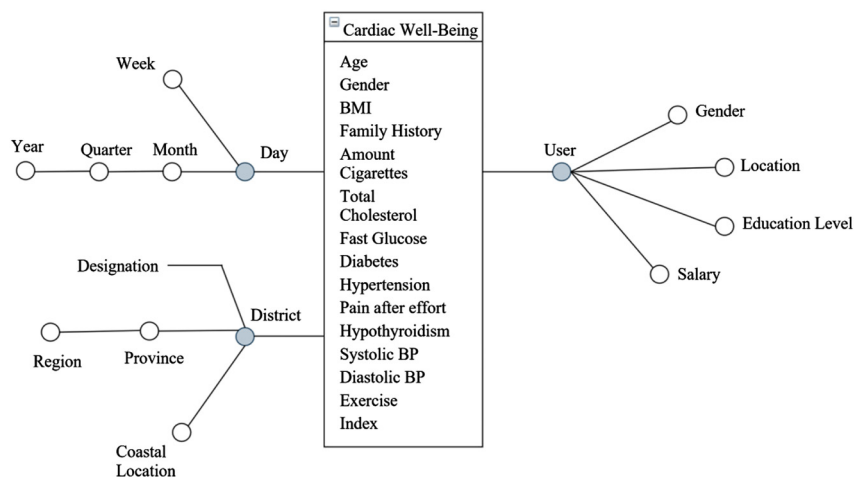 Cardiac Well-Being
Age
Gender
BMI
Family History
Amount
Cigarettes
Total
Cholesterol
Fast Glucose
Diabetes
Hypertension
Pain after effort
Hypothyroidism
Systolic BP
Diastolic BP
Exercise
Index
Week
Year
Quarter
Month
Day
Designation
District
Region
Province
Coastal
Location
User
Gender
Location
Education Level
Salary